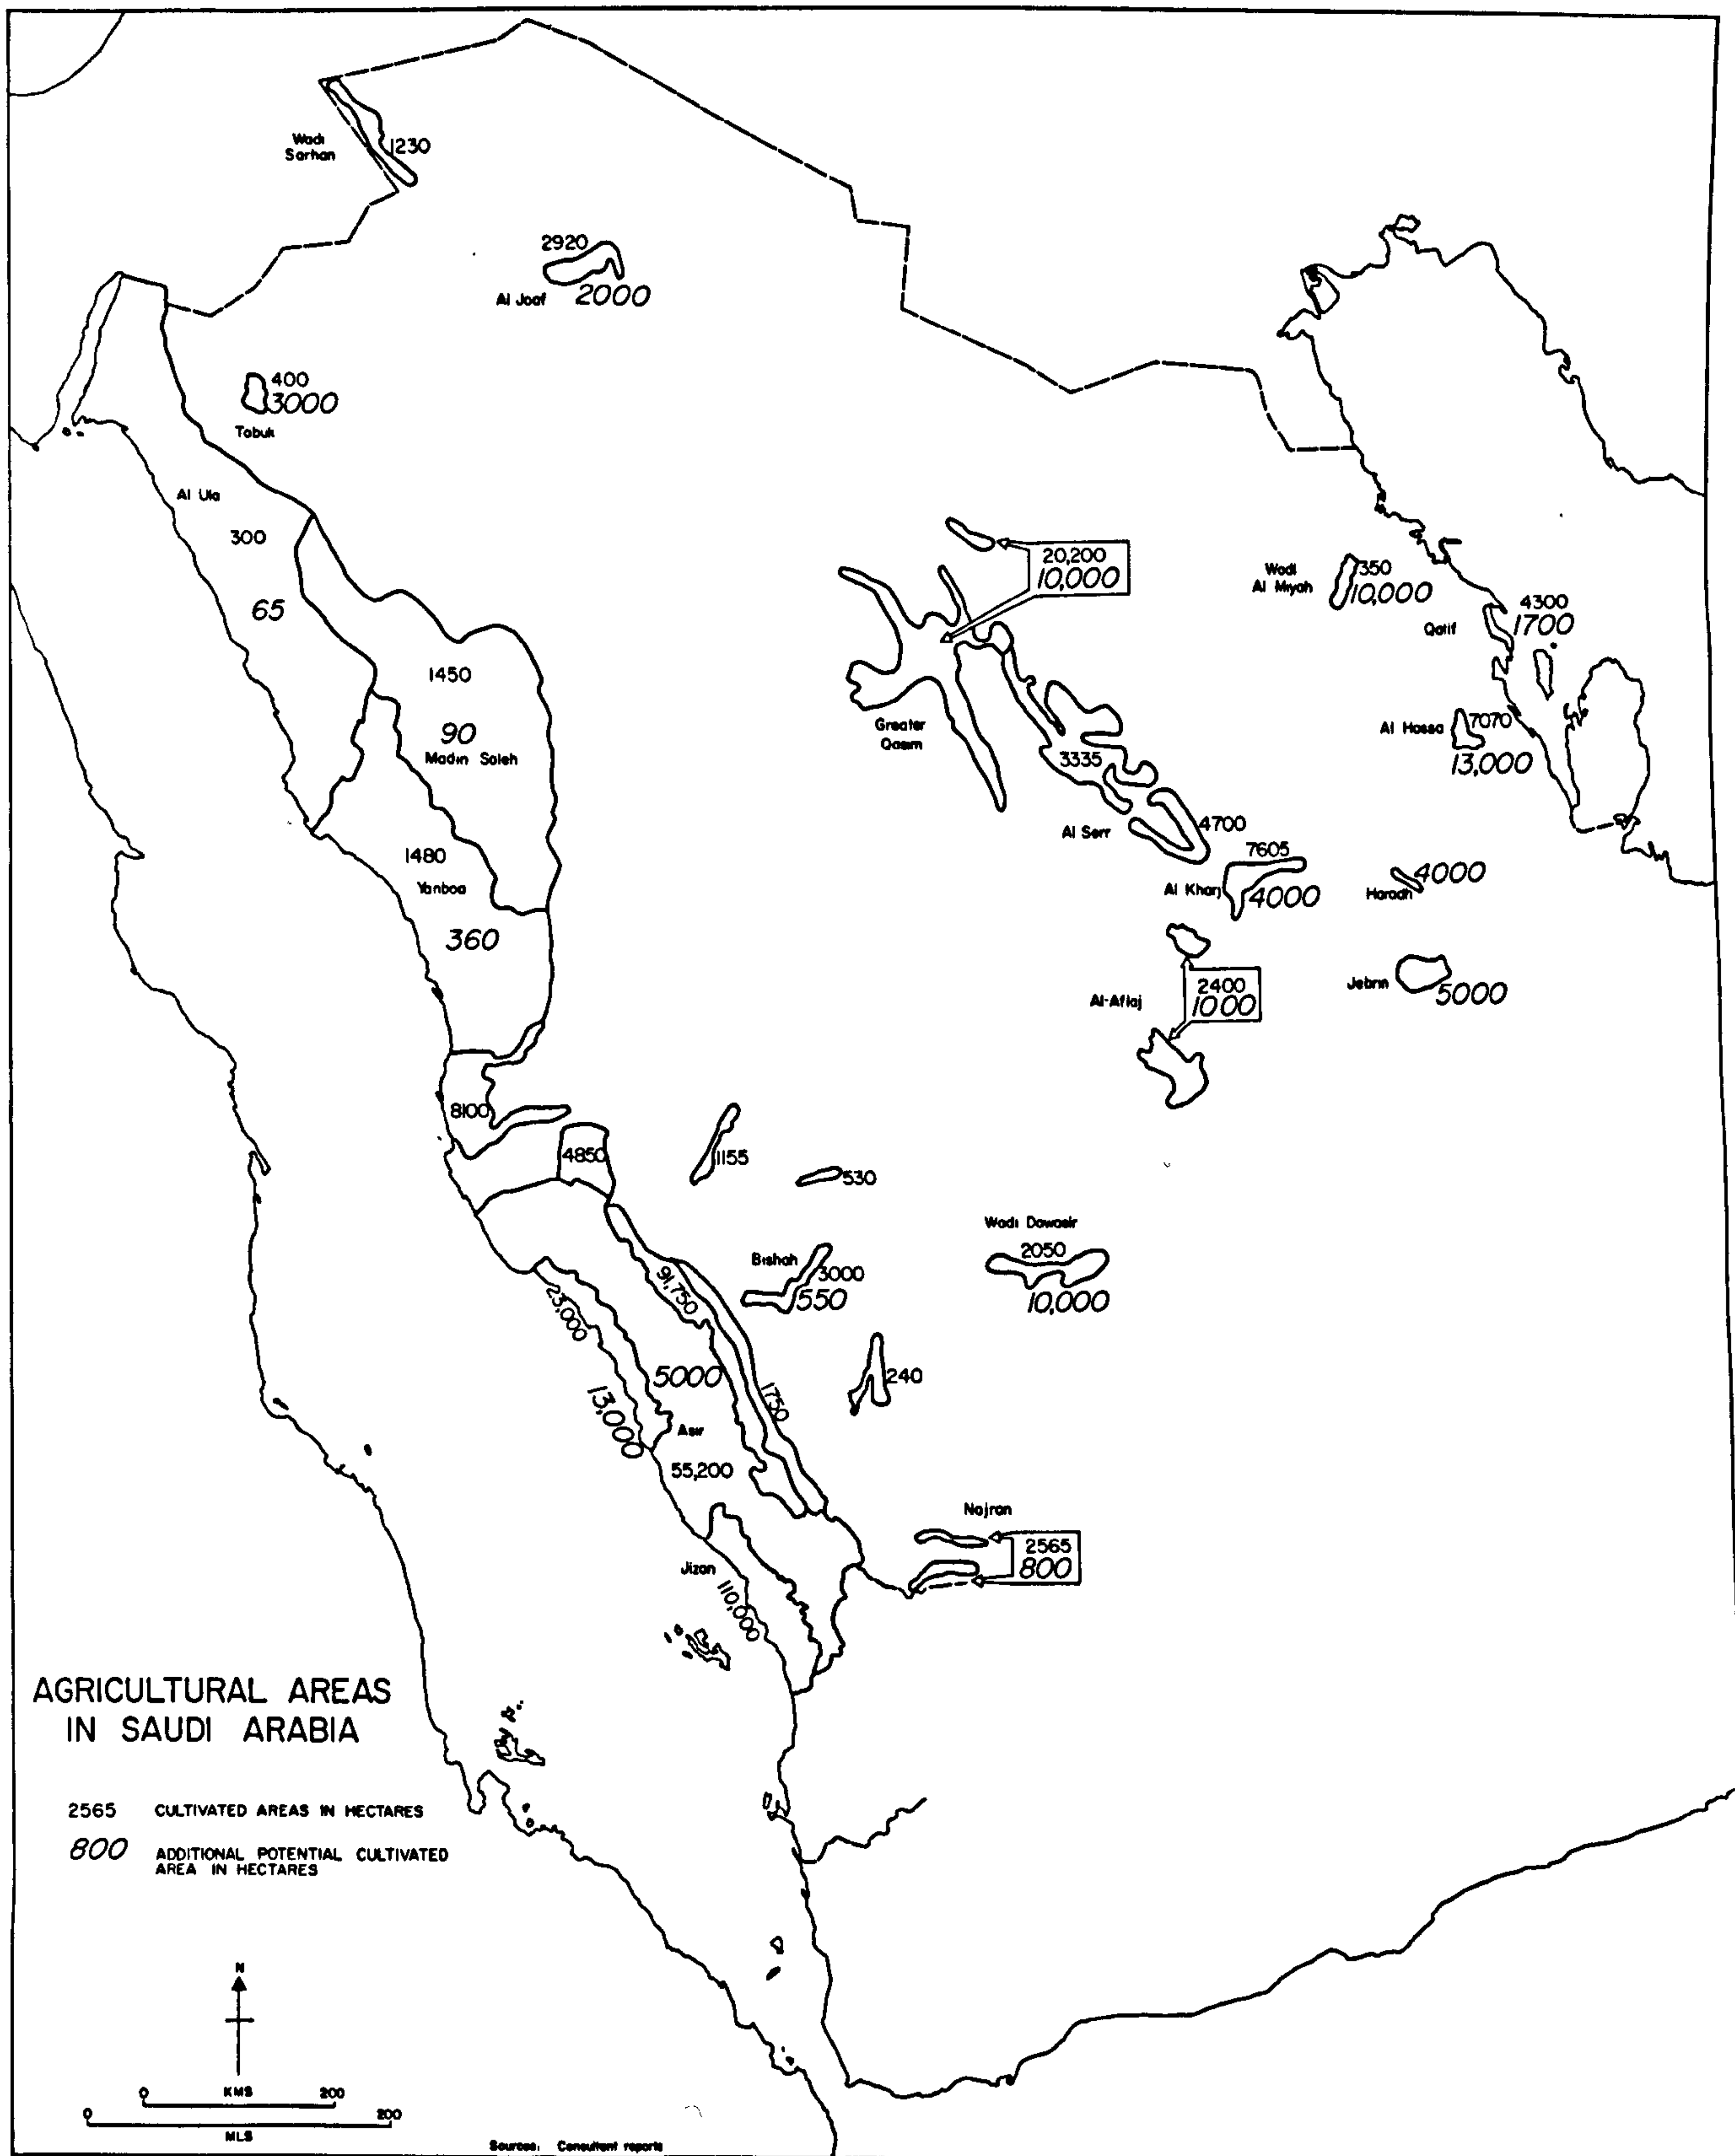 Wadi
Sarhan
1230
2920
Al Joaf
2000
400
3000
Tabuk
Al Ula
300
65
1450
90
Madin Saleh
1480
Yanboa
360
20,200
10,000
Greater
Qasim
3335
Al Serr
4700
7605
Al Kharj
4000
Wadi
Al Miyah
350
10,000
Qatif
4300
1700
Al Hassa
7070
13,000
Haradh
4000
Jebrin
5000
Al-Aflaj
2400
1000
8100
4850
1155
530
Wadi Dawasir
2050
10,000
Bishah
3000
550
91,750
23,000
5000
13,000
1750
240
Asir
55,200
Najran
2565
800
Jizan
110,000
AGRICULTURAL AREAS
IN SAUDI ARABIA
2565 CULTIVATED AREAS IN HECTARES
800 ADDITIONAL POTENTIAL CULTIVATED
AREA IN HECTARES
N
0 KMS 200
0 200
MLS
Sources: Consultant reports